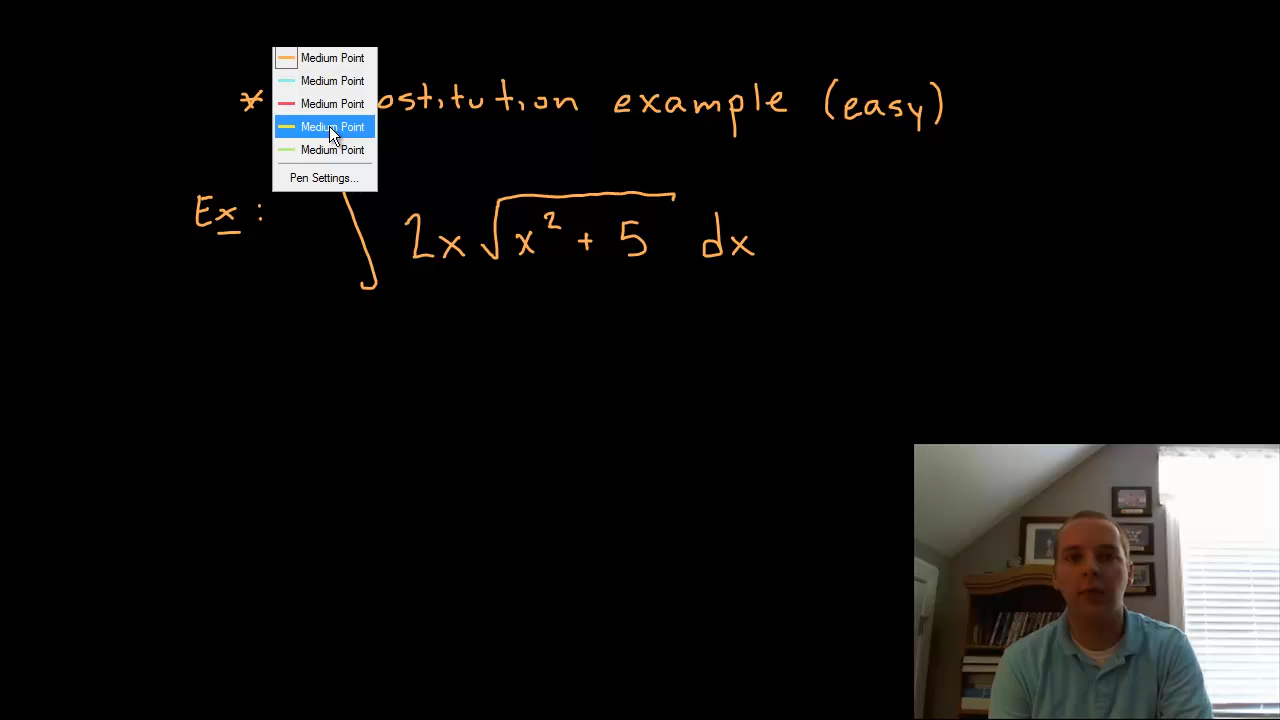 Medium Point
Medium Point
Medium Point
Medium Point
Medium Point
Pen Settings...
* example (easy)
Ex: ∫ 2x √(x² + 5) dx